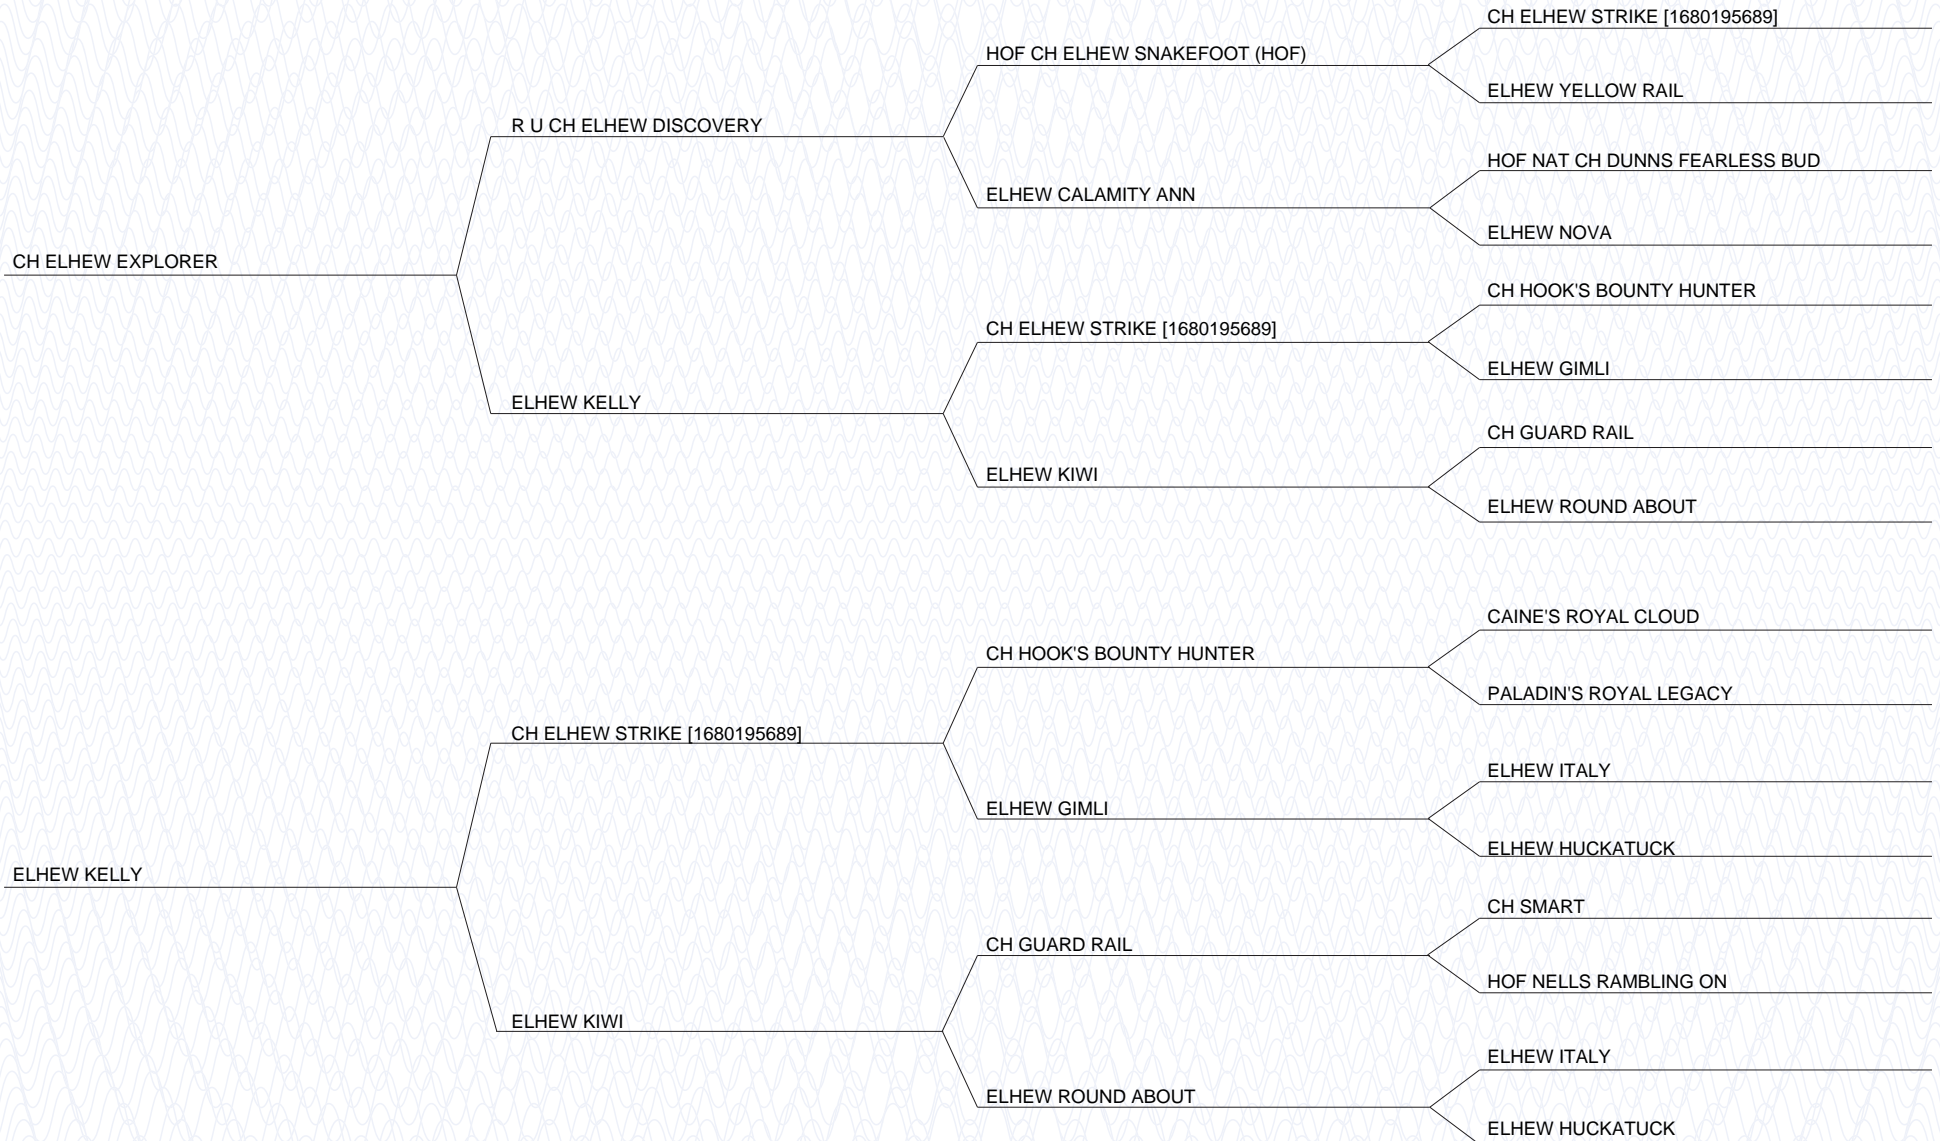 CH ELHEW STRIKE [1680195689]
HOF CH ELHEW SNAKEFOOT (HOF)
ELHEW YELLOW RAIL
R U CH ELHEW DISCOVERY
HOF NAT CH DUNNS FEARLESS BUD
ELHEW CALAMITY ANN
ELHEW NOVA
CH ELHEW EXPLORER
CH HOOK'S BOUNTY HUNTER
CH ELHEW STRIKE [1680195689]
ELHEW GIMLI
ELHEW KELLY
CH GUARD RAIL
ELHEW KIWI
ELHEW ROUND ABOUT
CAINE'S ROYAL CLOUD
CH HOOK'S BOUNTY HUNTER
PALADIN'S ROYAL LEGACY
CH ELHEW STRIKE [1680195689]
ELHEW ITALY
ELHEW GIMLI
ELHEW HUCKATUCK
ELHEW KELLY
CH SMART
CH GUARD RAIL
HOF NELLS RAMBLING ON
ELHEW KIWI
ELHEW ITALY
ELHEW ROUND ABOUT
ELHEW HUCKATUCK